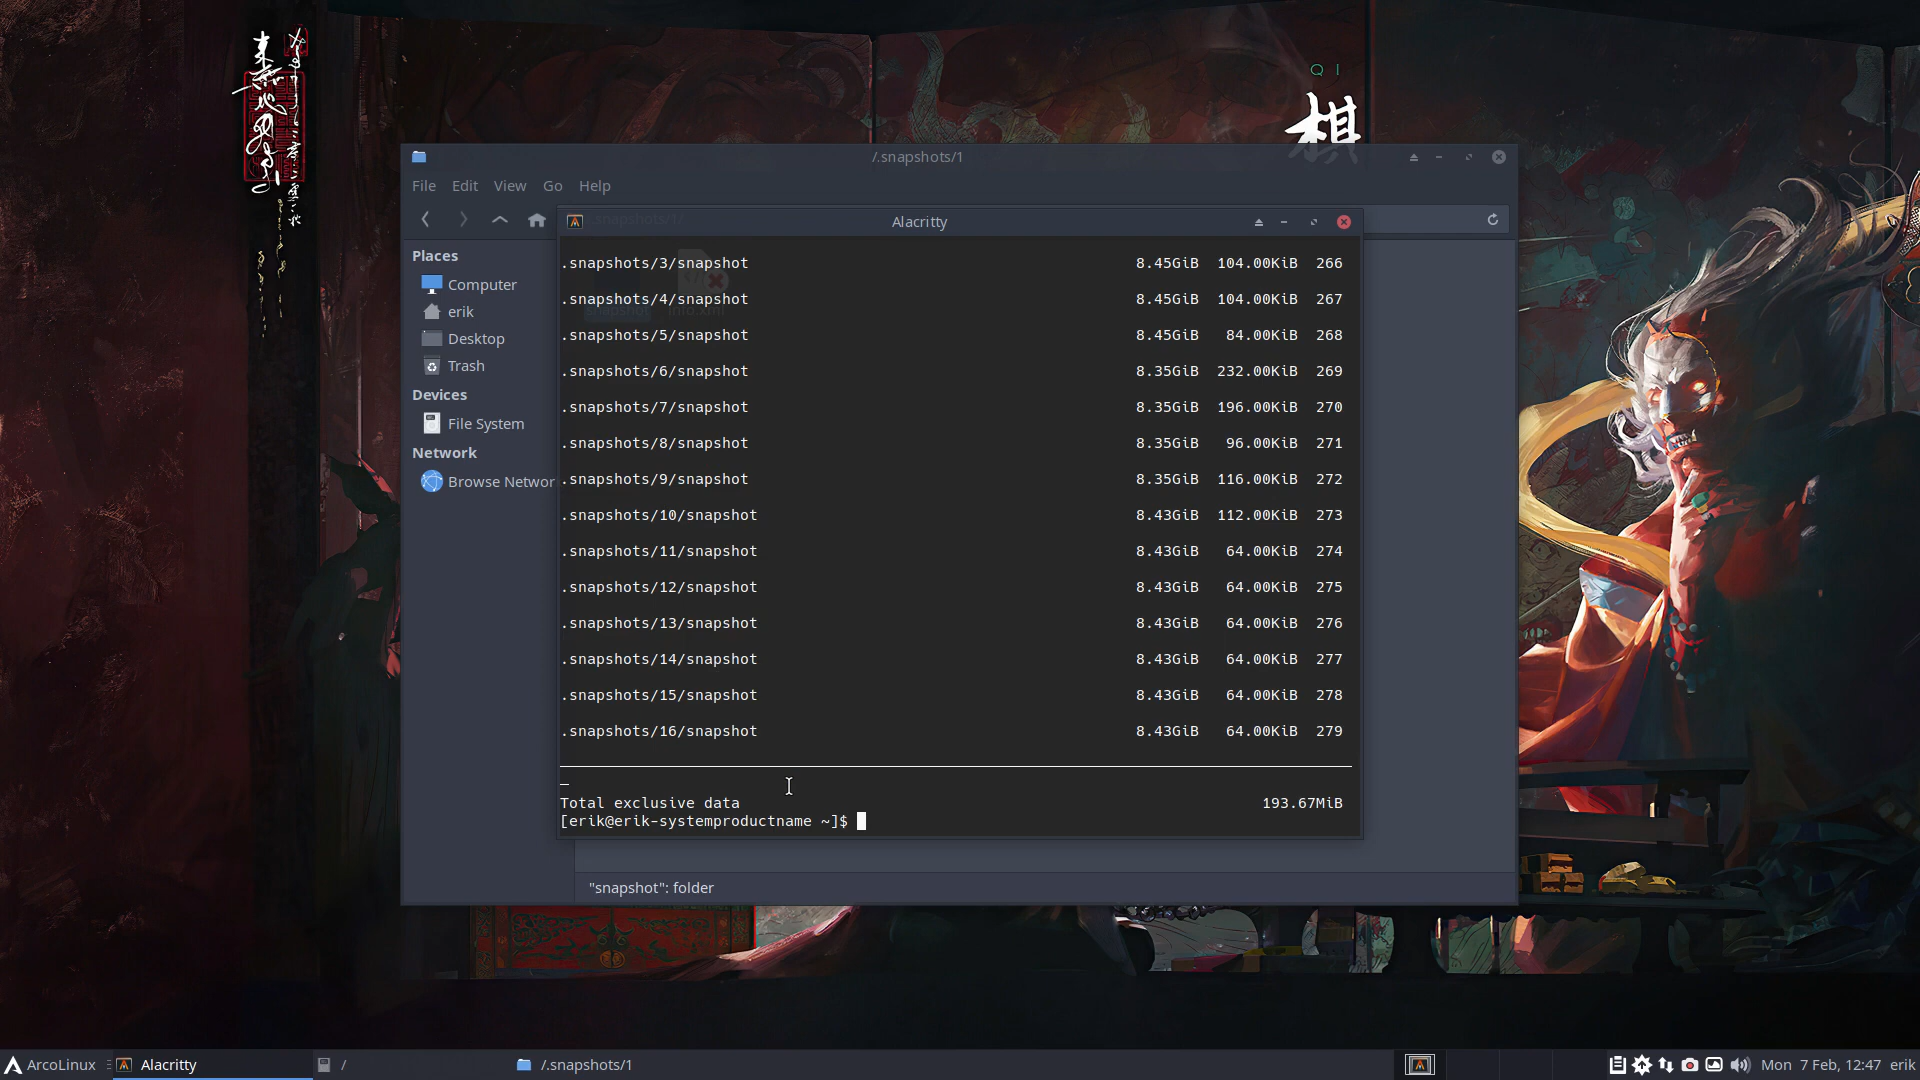 QI
棋
/.snapshots/1
File Edit View Go Help
Alacritty
Places
Computer
erik
Desktop
Trash
Devices
File System
Network
Browse Networ
.snapshots/3/snapshot 8.45GiB 104.00KiB 266
.snapshots/4/snapshot 8.45GiB 104.00KiB 267
.snapshots/5/snapshot 8.45GiB 84.00KiB 268
.snapshots/6/snapshot 8.35GiB 232.00KiB 269
.snapshots/7/snapshot 8.35GiB 196.00KiB 270
.snapshots/8/snapshot 8.35GiB 96.00KiB 271
.snapshots/9/snapshot 8.35GiB 116.00KiB 272
.snapshots/10/snapshot 8.43GiB 112.00KiB 273
.snapshots/11/snapshot 8.43GiB 64.00KiB 274
.snapshots/12/snapshot 8.43GiB 64.00KiB 275
.snapshots/13/snapshot 8.43GiB 64.00KiB 276
.snapshots/14/snapshot 8.43GiB 64.00KiB 277
.snapshots/15/snapshot 8.43GiB 64.00KiB 278
.snapshots/16/snapshot 8.43GiB 64.00KiB 279
Total exclusive data 193.67MiB
[erik@erik-systemproductname ~]$
"snapshot": folder
ArcoLinux Alacritty / /.snapshots/1 Mon 7 Feb, 12:47 erik